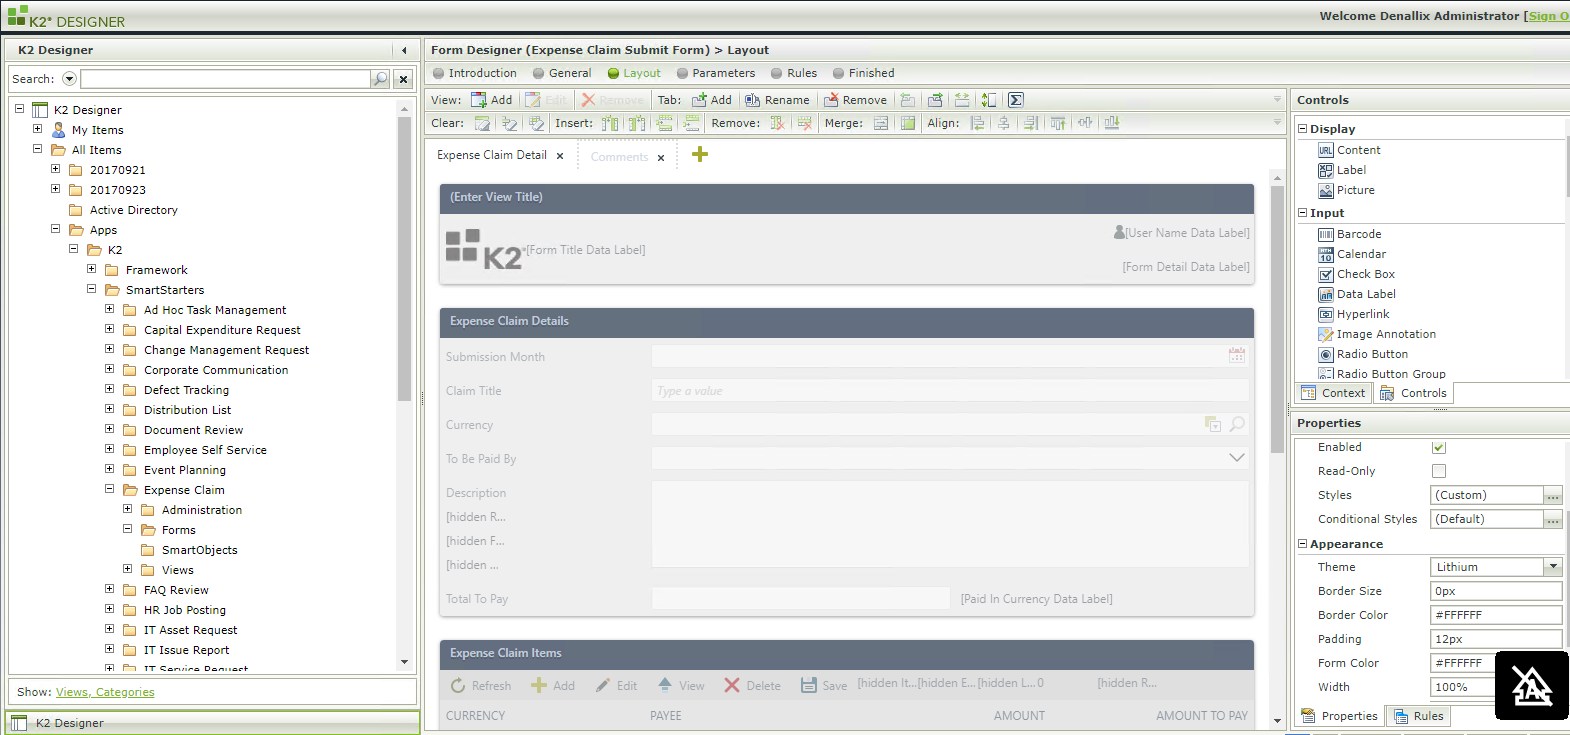 K2* DESIGNER
Welcome Denallix Administrator [Sign O
K2 Designer
Search:
K2 Designer
My Items
All Items
20170921
20170923
Active Directory
Apps
K2
Framework
SmartStarters
Ad Hoc Task Management
Capital Expenditure Request
Change Management Request
Corporate Communication
Defect Tracking
Distribution List
Document Review
Employee Self Service
Event Planning
Expense Claim
Administration
Forms
SmartObjects
Views
FAQ Review
HR Job Posting
IT Asset Request
IT Issue Report
IT Service Request
Show: Views, Categories
K2 Designer
Form Designer (Expense Claim Submit Form) > Layout
Introduction General Layout Parameters Rules Finished
View: Add Edit Remove Tab: Add Rename Remove
Clear: Insert: Remove: Merge: Align:
Expense Claim Detail x Comments x
(Enter View Title)
K2*[Form Title Data Label]
[User Name Data Label]
[Form Detail Data Label]
Expense Claim Details
Submission Month
Claim Title Type a value
Currency
To Be Paid By
Description
[hidden R...
[hidden F...
[hidden ...
Total To Pay [Paid In Currency Data Label]
Expense Claim Items
Refresh Add Edit View Delete Save [hidden It...[hidden E...[hidden L...0 [hidden R...
CURRENCY PAYEE AMOUNT AMOUNT TO PAY
Controls
Display
URL Content
Label
Picture
Input
Barcode
10 Calendar
Check Box
Data Label
Hyperlink
Image Annotation
Radio Button
Radio Button Group
Context Controls
Properties
Enabled
Read-Only
Styles (Custom) ...
Conditional Styles (Default) ...
Appearance
Theme Lithium
Border Size 0px
Border Color #FFFFFF
Padding 12px
Form Color #FFFFFF
Width 100%
Properties Rules